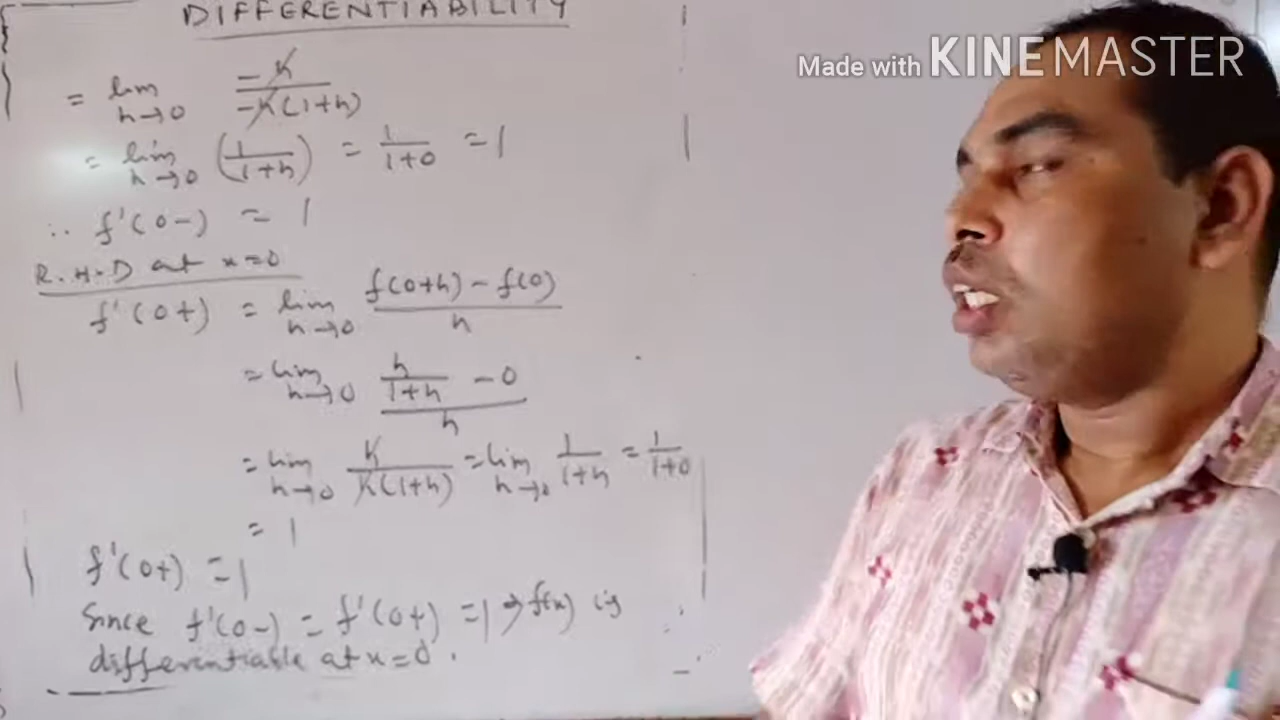 DIFFERENTIABILITY
Made with KINEMASTER
= lim h→0 -h/-h(1+h)
= lim h→0 (1/1+h) = 1/1+0 = 1
∴ f'(0-) = 1
R.H.D at x=0
f'(0+) = lim h→0 f(0+h) - f(0)/h
= lim h→0 h/1+h - 0/h
= lim h→0 h/h(1+h) = lim h→0 1/1+h = 1/1+0
= 1
f'(0+) = 1
Since f'(0-) = f'(0+) = 1 ⇒ f(x) is
differentiable at x=0.